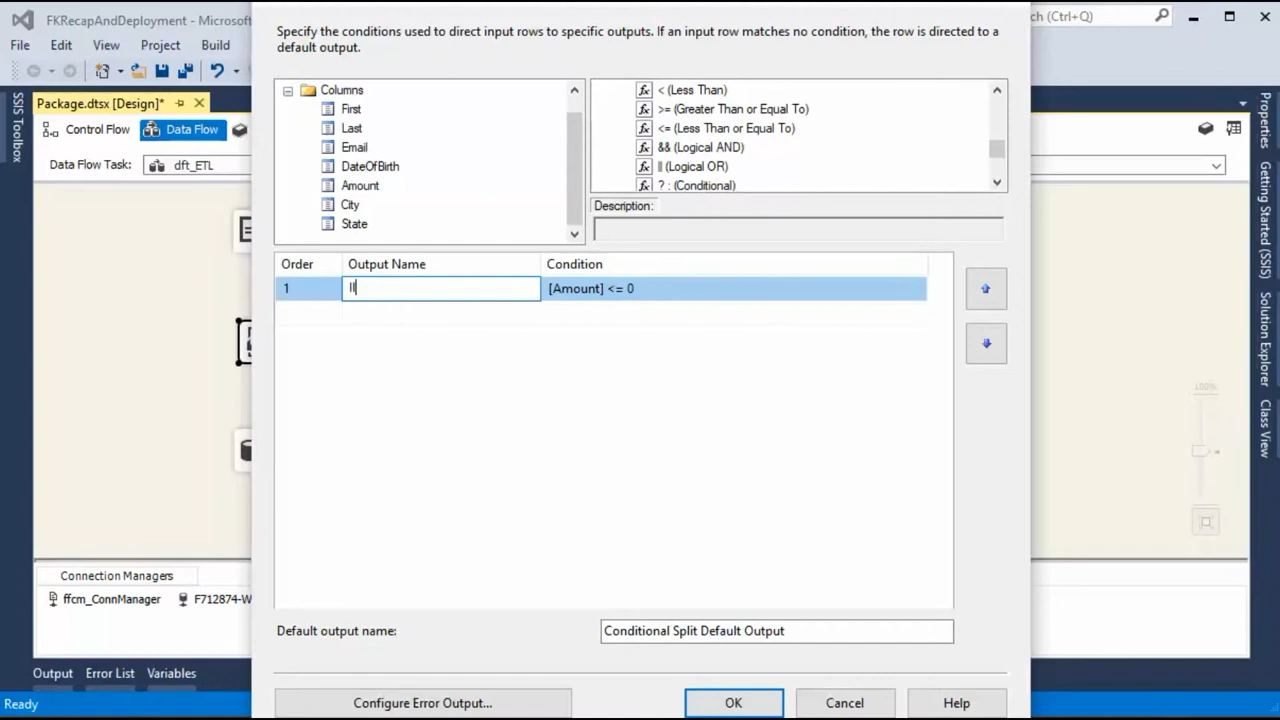 FKRecapAndDeployment - Microsoft
ch (Ctrl+Q)
File Edit View Project Build
Package.dtsx [Design]*
Control Flow Data Flow
Data Flow Task: dft_ETL
SSIS Toolbox
Specify the conditions used to direct input rows to specific outputs. If an input row matches no condition, the row is directed to a
default output.
Columns
First
Last
Email
DateOfBirth
Amount
City
State
< (Less Than)
>= (Greater Than or Equal To)
<= (Less Than or Equal To)
&& (Logical AND)
|| (Logical OR)
? : (Conditional)
Description:
Order Output Name Condition
1 [Amount] <= 0
Default output name: Conditional Split Default Output
Configure Error Output... OK Cancel Help
Properties
Getting Started (SSIS)
Solution Explorer
Class View
100%
Connection Managers
ffcm_ConnManager F712874-W
Output Error List Variables
Ready